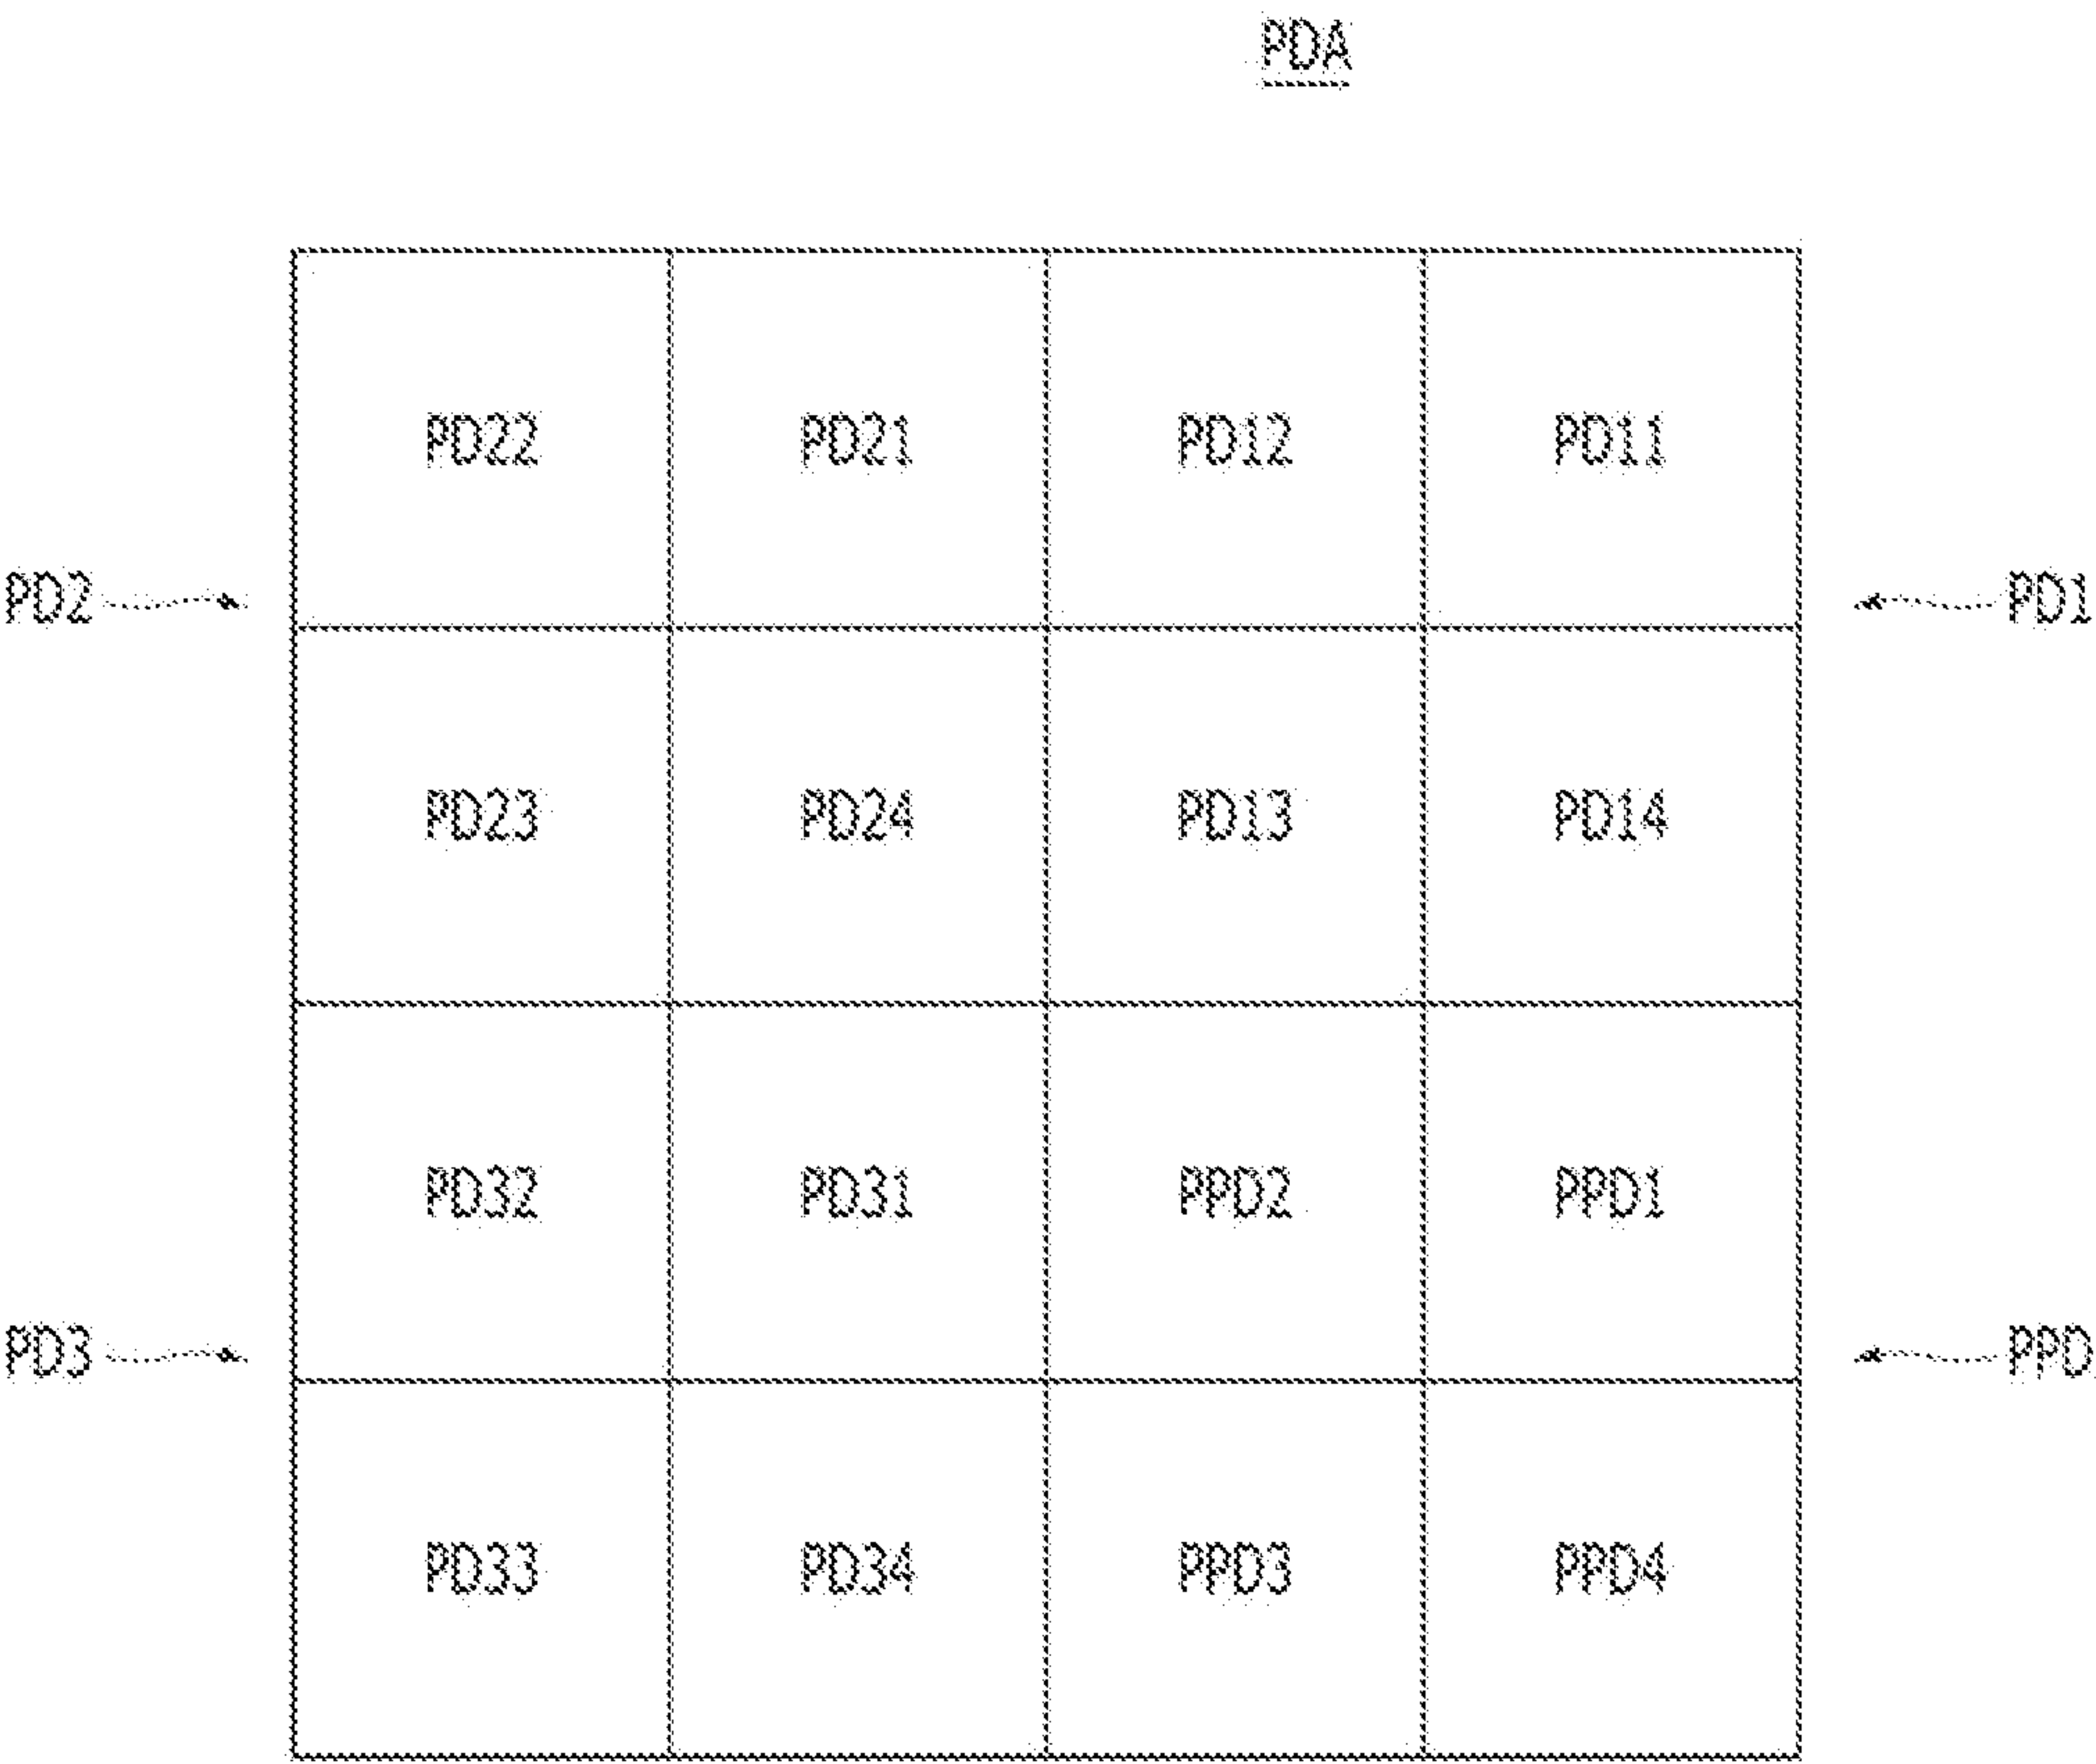 PDA
PD22 PD21 PD12 PD11
PD2 PD1
PD23 PD24 PD13 PD14
PD32 PD31 PPD2 PPD1
PD3 PPD
PD33 PD34 PPD3 PPD4